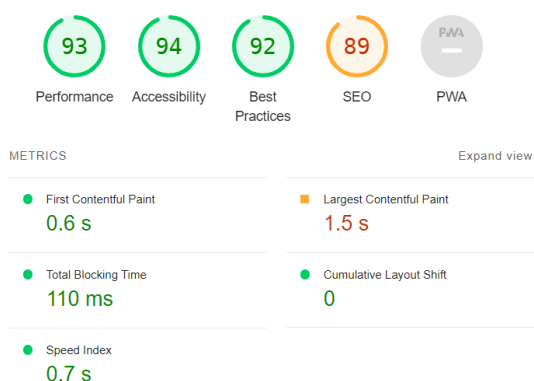 93 94 92 89 PWA
Performance Accessibility Best Practices SEO PWA
METRICS Expand view
First Contentful Paint
0.6 s
Largest Contentful Paint
1.5 s
Total Blocking Time
110 ms
Cumulative Layout Shift
0
Speed Index
0.7 s